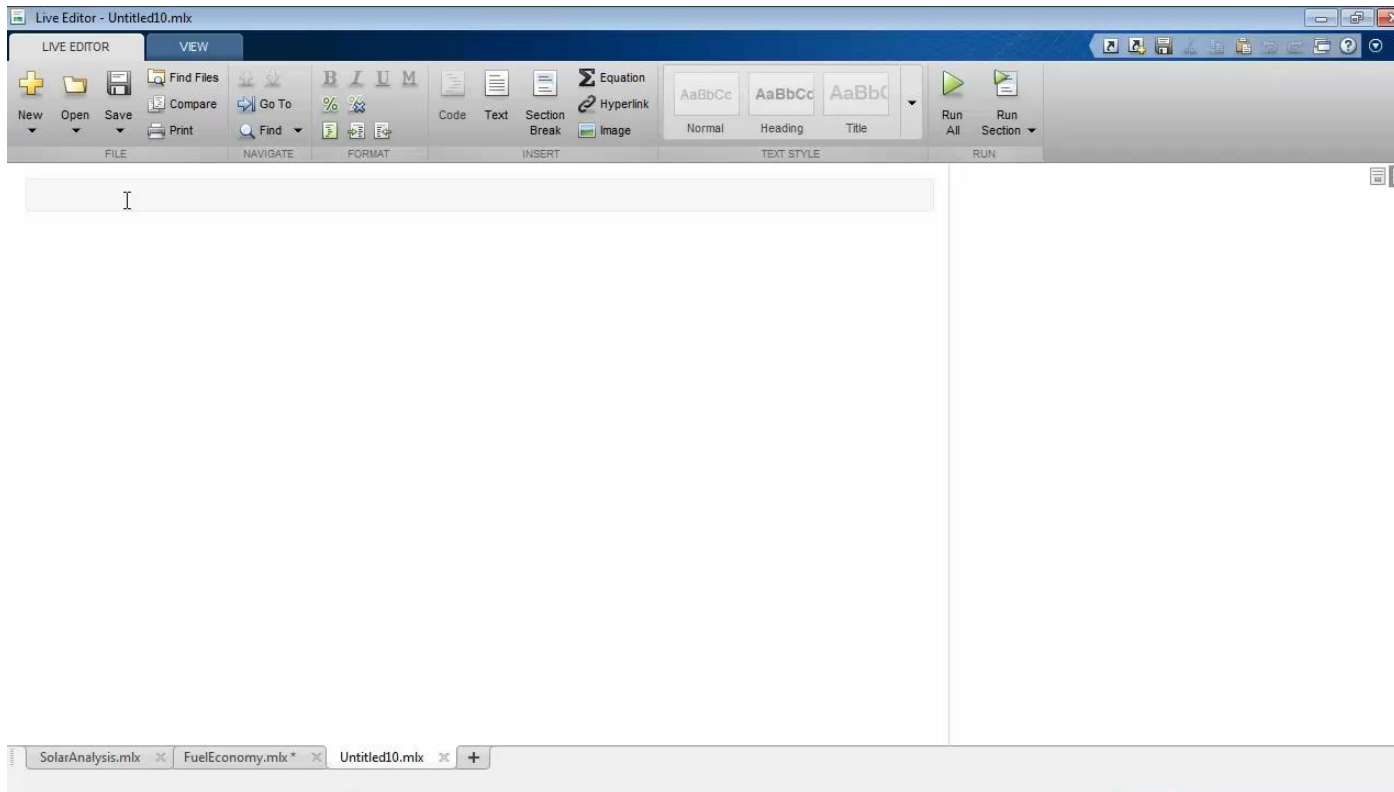 Live Editor - Untitled10.mlx
LIVE EDITOR VIEW
New Open Save Find Files Compare Print
FILE
Go To Find
NAVIGATE
B I U M
FORMAT
Code Text Section Break Equation Hyperlink Image
INSERT
AaBbCc AaBbCc AaBbC
Normal Heading Title
TEXT STYLE
Run All Run Section
RUN
SolarAnalysis.mlx FuelEconomy.mlx * Untitled10.mlx +